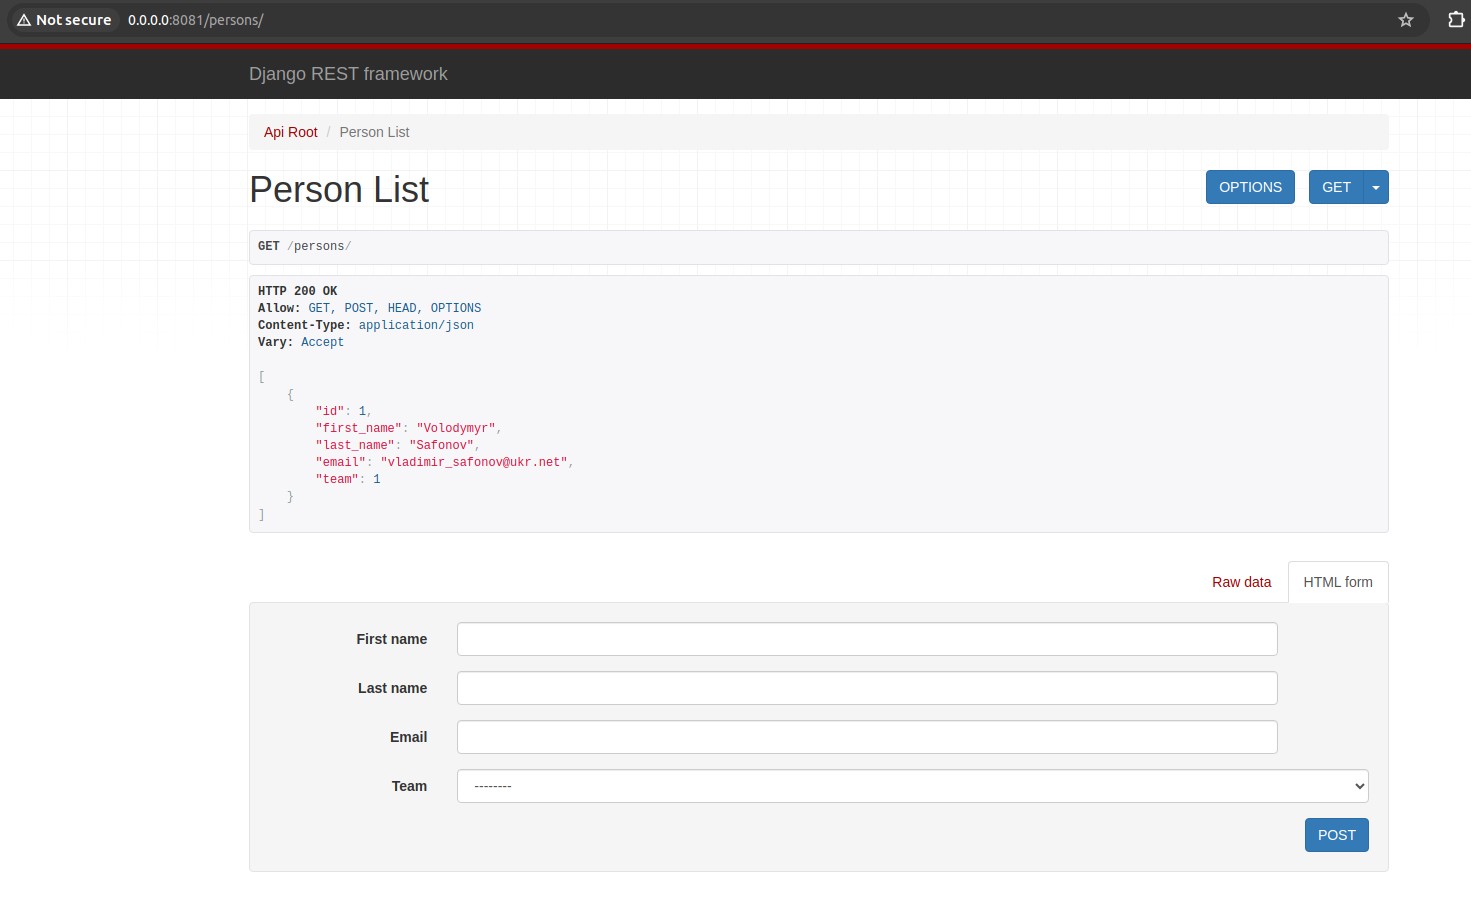 Not secure 0.0.0.0:8081/persons/
Django REST framework
Api Root / Person List
Person List OPTIONS GET
GET /persons/
HTTP 200 OK
Allow: GET, POST, HEAD, OPTIONS
Content-Type: application/json
Vary: Accept
[
    {
        "id": 1,
        "first_name": "Volodymyr",
        "last_name": "Safonov",
        "email": "vladimir_safonov@ukr.net",
        "team": 1
    }
]
Raw data HTML form
First name
Last name
Email
Team --------
POST